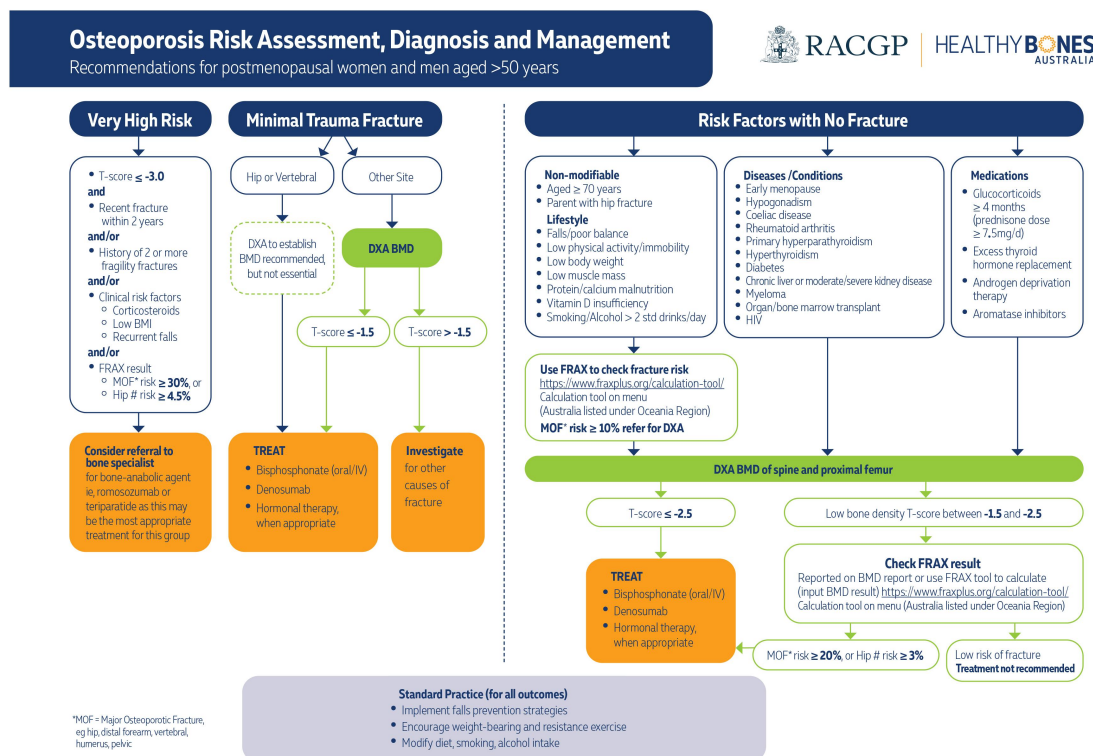 Osteoporosis Risk Assessment, Diagnosis and Management
Recommendations for postmenopausal women and men aged >50 years
RACGP
HEALTHY BONES
AUSTRALIA
Very High Risk
• T-score ≤ -3.0
and
• Recent fracture
within 2 years
and/or
• History of 2 or more
fragility fractures
and/or
• Clinical risk factors
○ Corticosteroids
○ Low BMI
○ Recurrent falls
and/or
• FRAX result
○ MOF* risk ≥ 30%, or
○ Hip # risk ≥ 4.5%
Consider referral to
bone specialist
for bone-anabolic agent
ie, romosozumab or
teriparatide as this may
be the most appropriate
treatment for this group
Minimal Trauma Fracture
Hip or Vertebral
Other Site
DXA to establish
BMD recommended,
but not essential
DXA BMD
T-score ≤ -1.5
T-score > -1.5
TREAT
• Bisphosphonate (oral/IV)
• Denosumab
• Hormonal therapy,
when appropriate
Investigate
for other
causes of
fracture
Risk Factors with No Fracture
Non-modifiable
• Aged ≥ 70 years
• Parent with hip fracture
Lifestyle
• Falls/poor balance
• Low physical activity/immobility
• Low body weight
• Low muscle mass
• Protein/calcium malnutrition
• Vitamin D insufficiency
• Smoking/Alcohol > 2 std drinks/day
Diseases /Conditions
• Early menopause
• Hypogonadism
• Coeliac disease
• Rheumatoid arthritis
• Primary hyperparathyroidism
• Hyperthyroidism
• Diabetes
• Chronic liver or moderate/severe kidney disease
• Myeloma
• Organ/bone marrow transplant
• HIV
Medications
• Glucocorticoids
≥ 4 months
(prednisone dose
≥ 7.5mg/d)
• Excess thyroid
hormone replacement
• Androgen deprivation
therapy
• Aromatase inhibitors
Use FRAX to check fracture risk
https://www.fraxplus.org/calculation-tool/
Calculation tool on menu
(Australia listed under Oceania Region)
MOF* risk ≥ 10% refer for DXA
DXA BMD of spine and proximal femur
T-score ≤ -2.5
Low bone density T-score between -1.5 and -2.5
TREAT
• Bisphosphonate (oral/IV)
• Denosumab
• Hormonal therapy,
when appropriate
Check FRAX result
Reported on BMD report or use FRAX tool to calculate
(input BMD result) https://www.fraxplus.org/calculation-tool/
Calculation tool on menu (Australia listed under Oceania Region)
MOF* risk ≥ 20%, or Hip # risk ≥ 3%
Low risk of fracture
Treatment not recommended
Standard Practice (for all outcomes)
• Implement falls prevention strategies
• Encourage weight-bearing and resistance exercise
• Modify diet, smoking, alcohol intake
*MOF = Major Osteoporotic Fracture,
eg hip, distal forearm, vertebral,
humerus, pelvic